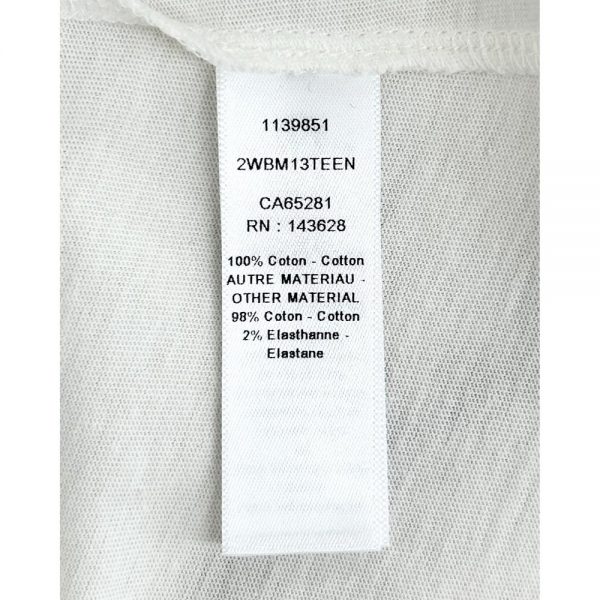 1139851
2WBM13TEEN
CA65281
RN : 143628
100% Coton - Cotton
AUTRE MATERIAU -
OTHER MATERIAL
98% Coton - Cotton
2% Elasthanne -
Elastane